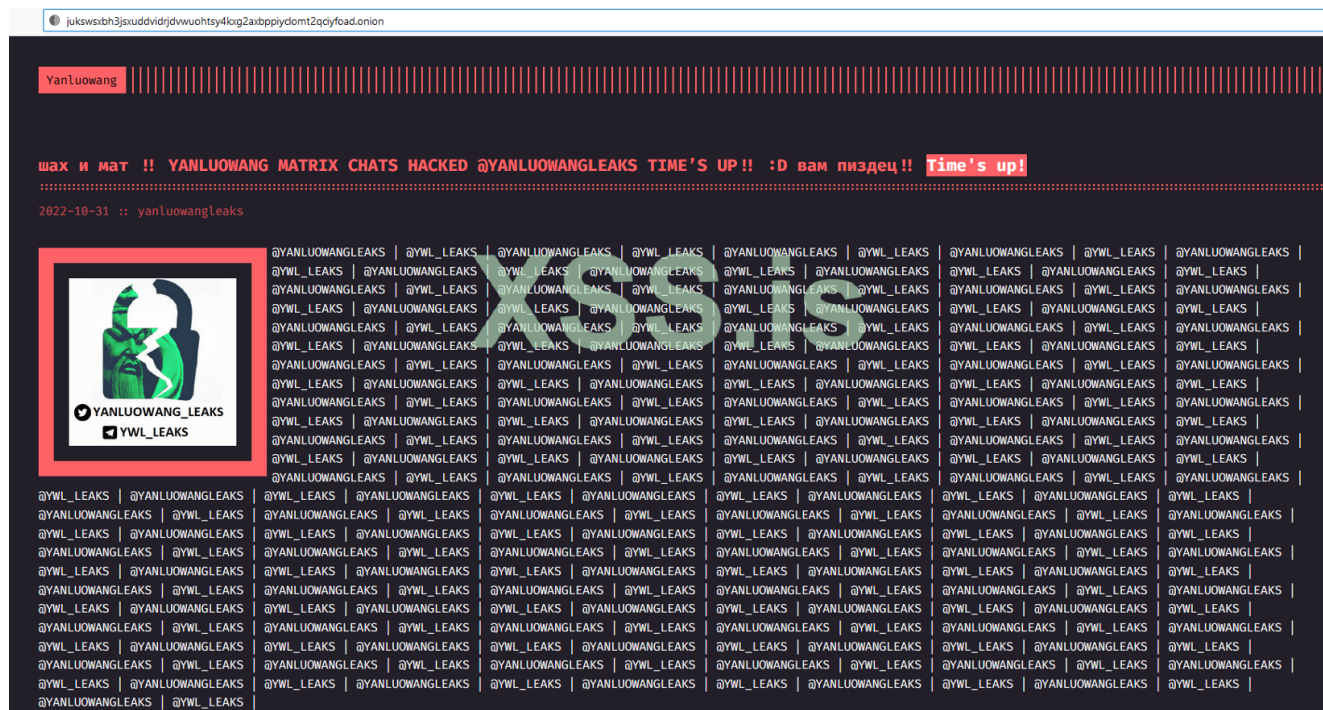 jukswsxbh3jsxuddvidrjdvwuohtsy4kxg2axbppiyclomt2qciyfoad.onion
Yanluowang
шах и мат !! YANLUOWANG MATRIX CHATS HACKED @YANLUOWANGLEAKS TIME’S UP!! :D вам пиздец!! Time's up!
2022-10-31 :: yanluowangleaks
YANLUOWANG_LEAKS
YWL_LEAKS
@YANLUOWANGLEAKS | @YWL_LEAKS | @YANLUOWANGLEAKS | @YWL_LEAKS | @YANLUOWANGLEAKS | @YWL_LEAKS | @YANLUOWANGLEAKS | @YWL_LEAKS | @YANLUOWANGLEAKS |
@YWL_LEAKS | @YANLUOWANGLEAKS | @YWL_LEAKS | @YANLUOWANGLEAKS | @YWL_LEAKS | @YANLUOWANGLEAKS | @YWL_LEAKS | @YANLUOWANGLEAKS | @YWL_LEAKS |
@YANLUOWANGLEAKS | @YWL_LEAKS | @YANLUOWANGLEAKS | @YWL_LEAKS | @YANLUOWANGLEAKS | @YWL_LEAKS | @YANLUOWANGLEAKS | @YWL_LEAKS | @YANLUOWANGLEAKS |
@YWL_LEAKS | @YANLUOWANGLEAKS | @YWL_LEAKS | @YANLUOWANGLEAKS | @YWL_LEAKS | @YANLUOWANGLEAKS | @YWL_LEAKS | @YANLUOWANGLEAKS | @YWL_LEAKS |
@YANLUOWANGLEAKS | @YWL_LEAKS | @YANLUOWANGLEAKS | @YWL_LEAKS | @YANLUOWANGLEAKS | @YWL_LEAKS | @YANLUOWANGLEAKS | @YWL_LEAKS | @YANLUOWANGLEAKS |
@YWL_LEAKS | @YANLUOWANGLEAKS | @YWL_LEAKS | @YANLUOWANGLEAKS | @YWL_LEAKS | @YANLUOWANGLEAKS | @YWL_LEAKS | @YANLUOWANGLEAKS | @YWL_LEAKS |
@YANLUOWANGLEAKS | @YWL_LEAKS | @YANLUOWANGLEAKS | @YWL_LEAKS | @YANLUOWANGLEAKS | @YWL_LEAKS | @YANLUOWANGLEAKS | @YWL_LEAKS | @YANLUOWANGLEAKS |
@YWL_LEAKS | @YANLUOWANGLEAKS | @YWL_LEAKS | @YANLUOWANGLEAKS | @YWL_LEAKS | @YANLUOWANGLEAKS | @YWL_LEAKS | @YANLUOWANGLEAKS | @YWL_LEAKS |
@YANLUOWANGLEAKS | @YWL_LEAKS | @YANLUOWANGLEAKS | @YWL_LEAKS | @YANLUOWANGLEAKS | @YWL_LEAKS | @YANLUOWANGLEAKS | @YWL_LEAKS | @YANLUOWANGLEAKS |
@YWL_LEAKS | @YANLUOWANGLEAKS | @YWL_LEAKS | @YANLUOWANGLEAKS | @YWL_LEAKS | @YANLUOWANGLEAKS | @YWL_LEAKS | @YANLUOWANGLEAKS | @YWL_LEAKS |
@YANLUOWANGLEAKS | @YWL_LEAKS | @YANLUOWANGLEAKS | @YWL_LEAKS | @YANLUOWANGLEAKS | @YWL_LEAKS | @YANLUOWANGLEAKS | @YWL_LEAKS | @YANLUOWANGLEAKS |
@YWL_LEAKS | @YANLUOWANGLEAKS | @YWL_LEAKS | @YANLUOWANGLEAKS | @YWL_LEAKS | @YANLUOWANGLEAKS | @YWL_LEAKS | @YANLUOWANGLEAKS | @YWL_LEAKS |
@YANLUOWANGLEAKS | @YWL_LEAKS | @YANLUOWANGLEAKS | @YWL_LEAKS | @YANLUOWANGLEAKS | @YWL_LEAKS | @YANLUOWANGLEAKS | @YWL_LEAKS | @YANLUOWANGLEAKS |
@YWL_LEAKS | @YANLUOWANGLEAKS | @YWL_LEAKS | @YANLUOWANGLEAKS | @YWL_LEAKS | @YANLUOWANGLEAKS | @YWL_LEAKS | @YANLUOWANGLEAKS | @YWL_LEAKS | @YANLUOWANGLEAKS | @YWL_LEAKS |
@YANLUOWANGLEAKS | @YWL_LEAKS | @YANLUOWANGLEAKS | @YWL_LEAKS | @YANLUOWANGLEAKS | @YWL_LEAKS | @YANLUOWANGLEAKS | @YWL_LEAKS | @YANLUOWANGLEAKS | @YWL_LEAKS | @YANLUOWANGLEAKS |
@YWL_LEAKS | @YANLUOWANGLEAKS | @YWL_LEAKS | @YANLUOWANGLEAKS | @YWL_LEAKS | @YANLUOWANGLEAKS | @YWL_LEAKS | @YANLUOWANGLEAKS | @YWL_LEAKS | @YANLUOWANGLEAKS | @YWL_LEAKS |
@YANLUOWANGLEAKS | @YWL_LEAKS | @YANLUOWANGLEAKS | @YWL_LEAKS | @YANLUOWANGLEAKS | @YWL_LEAKS | @YANLUOWANGLEAKS | @YWL_LEAKS | @YANLUOWANGLEAKS | @YWL_LEAKS | @YANLUOWANGLEAKS |
@YWL_LEAKS | @YANLUOWANGLEAKS | @YWL_LEAKS | @YANLUOWANGLEAKS | @YWL_LEAKS | @YANLUOWANGLEAKS | @YWL_LEAKS | @YANLUOWANGLEAKS | @YWL_LEAKS | @YANLUOWANGLEAKS | @YWL_LEAKS |
@YANLUOWANGLEAKS | @YWL_LEAKS | @YANLUOWANGLEAKS | @YWL_LEAKS | @YANLUOWANGLEAKS | @YWL_LEAKS | @YANLUOWANGLEAKS | @YWL_LEAKS | @YANLUOWANGLEAKS | @YWL_LEAKS | @YANLUOWANGLEAKS |
@YWL_LEAKS | @YANLUOWANGLEAKS | @YWL_LEAKS | @YANLUOWANGLEAKS | @YWL_LEAKS | @YANLUOWANGLEAKS | @YWL_LEAKS | @YANLUOWANGLEAKS | @YWL_LEAKS | @YANLUOWANGLEAKS | @YWL_LEAKS |
@YANLUOWANGLEAKS | @YWL_LEAKS | @YANLUOWANGLEAKS | @YWL_LEAKS | @YANLUOWANGLEAKS | @YWL_LEAKS | @YANLUOWANGLEAKS | @YWL_LEAKS | @YANLUOWANGLEAKS | @YWL_LEAKS | @YANLUOWANGLEAKS |
@YWL_LEAKS | @YANLUOWANGLEAKS | @YWL_LEAKS | @YANLUOWANGLEAKS | @YWL_LEAKS | @YANLUOWANGLEAKS | @YWL_LEAKS | @YANLUOWANGLEAKS | @YWL_LEAKS | @YANLUOWANGLEAKS | @YWL_LEAKS |
@YANLUOWANGLEAKS | @YWL_LEAKS | @YANLUOWANGLEAKS | @YWL_LEAKS | @YANLUOWANGLEAKS | @YWL_LEAKS | @YANLUOWANGLEAKS | @YWL_LEAKS | @YANLUOWANGLEAKS | @YWL_LEAKS | @YANLUOWANGLEAKS |
@YWL_LEAKS | @YANLUOWANGLEAKS | @YWL_LEAKS | @YANLUOWANGLEAKS | @YWL_LEAKS | @YANLUOWANGLEAKS | @YWL_LEAKS | @YANLUOWANGLEAKS | @YWL_LEAKS | @YANLUOWANGLEAKS | @YWL_LEAKS |
@YANLUOWANGLEAKS | @YWL_LEAKS |
XSS.is